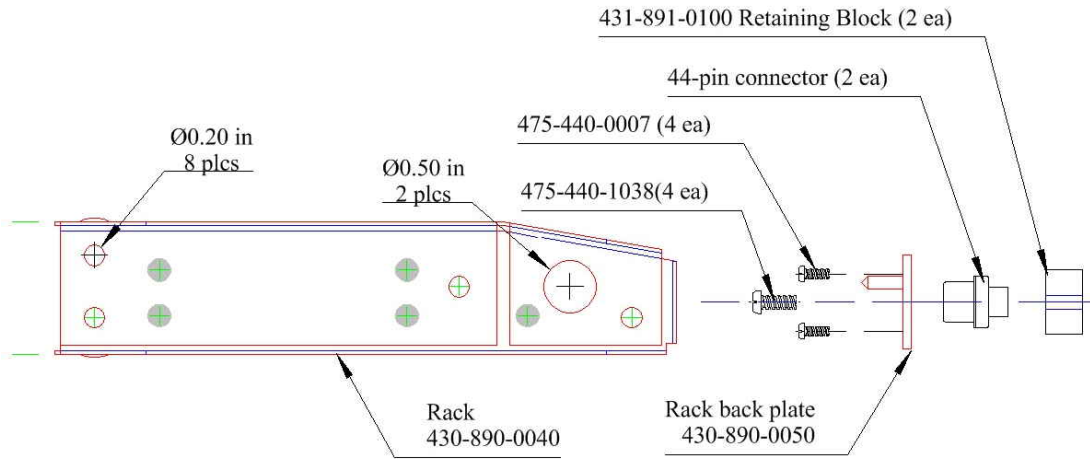 431-891-0100 Retaining Block (2 ea)
44-pin connector (2 ea)
475-440-0007 (4 ea)
Ø0.20 in
8 plcs
Ø0.50 in
2 plcs
475-440-1038(4 ea)
Rack
430-890-0040
Rack back plate
430-890-0050